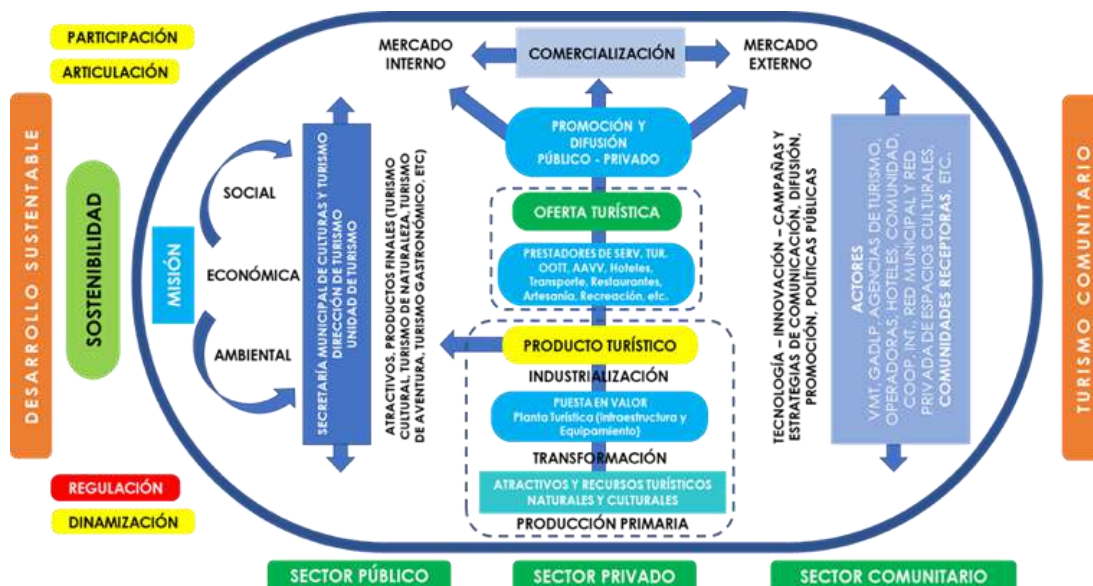 PARTICIPACIÓN
ARTICULACIÓN
DESARROLLO SUSTENTABLE
SOSTENIBILIDAD
REGULACIÓN
DINAMIZACIÓN
MISIÓN
SOCIAL
ECONÓMICA
AMBIENTAL
SECRETARÍA MUNICIPAL DE CULTURAS Y TURISMO
DIRECCIÓN DE TURISMO
UNIDAD DE TURISMO
ATRACTIVOS, PRODUCTOS FINALES (TURISMO
CULTURAL, TURISMO DE NATURALEZA, TURISMO
DE AVENTURA, TURISMO GASTRONÓMICO, ETC)
MERCADO
INTERNO
COMERCIALIZACIÓN
MERCADO
EXTERNO
PROMOCIÓN Y
DIFUSIÓN
PÚBLICO - PRIVADO
OFERTA TURÍSTICA
PRESTADORES DE SERV. TUR.
OOTT, AAVV, Hoteles,
Transporte, Restaurantes,
Artesanía, Recreación, etc.
PRODUCTO TURÍSTICO
INDUSTRIALIZACIÓN
PUESTA EN VALOR
Planta Turística (Infraestructura y
Equipamiento)
TRANSFORMACIÓN
ATRACTIVOS Y RECURSOS TURÍSTICOS
NATURALES Y CULTURALES
PRODUCCIÓN PRIMARIA
TECNOLOGÍA – INNOVACIÓN – CAMPAÑAS Y
ESTRATEGIAS DE COMUNICACIÓN, DIFUSIÓN,
PROMOCIÓN, POLÍTICAS PÚBLICAS
ACTORES
VMT, GADLP, AGENCIAS DE TURISMO,
OPERADORAS, HOTELES, COMUNIDAD,
COOP. INT., RED MUNICIPAL Y RED
PRIVADA DE ESPACIOS CULTURALES,
COMUNIDADES RECEPTORAS, ETC.
TURISMO COMUNITARIO
SECTOR PÚBLICO
SECTOR PRIVADO
SECTOR COMUNITARIO